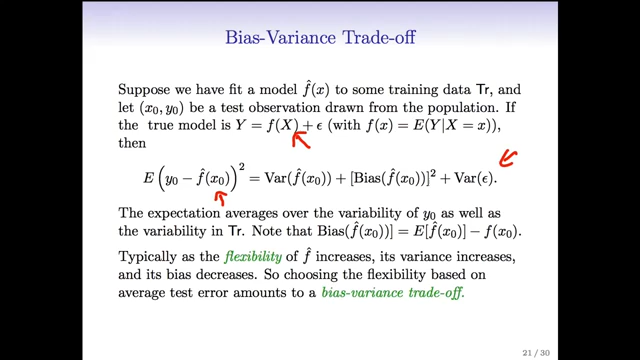 Bias-Variance Trade-off
Suppose we have fit a model f̂(x) to some training data Tr, and
let (x₀, y₀) be a test observation drawn from the population. If
the true model is Y = f(X) + ϵ (with f(x) = E(Y|X = x)),
then
E(y₀ − f̂(x₀))² = Var(f̂(x₀)) + [Bias(f̂(x₀))]² + Var(ϵ).
The expectation averages over the variability of y₀ as well as
the variability in Tr. Note that Bias(f̂(x₀))] = E[f̂(x₀)] − f(x₀).
Typically as the flexibility of f̂ increases, its variance increases,
and its bias decreases. So choosing the flexibility based on
average test error amounts to a bias-variance trade-off.
21 / 30